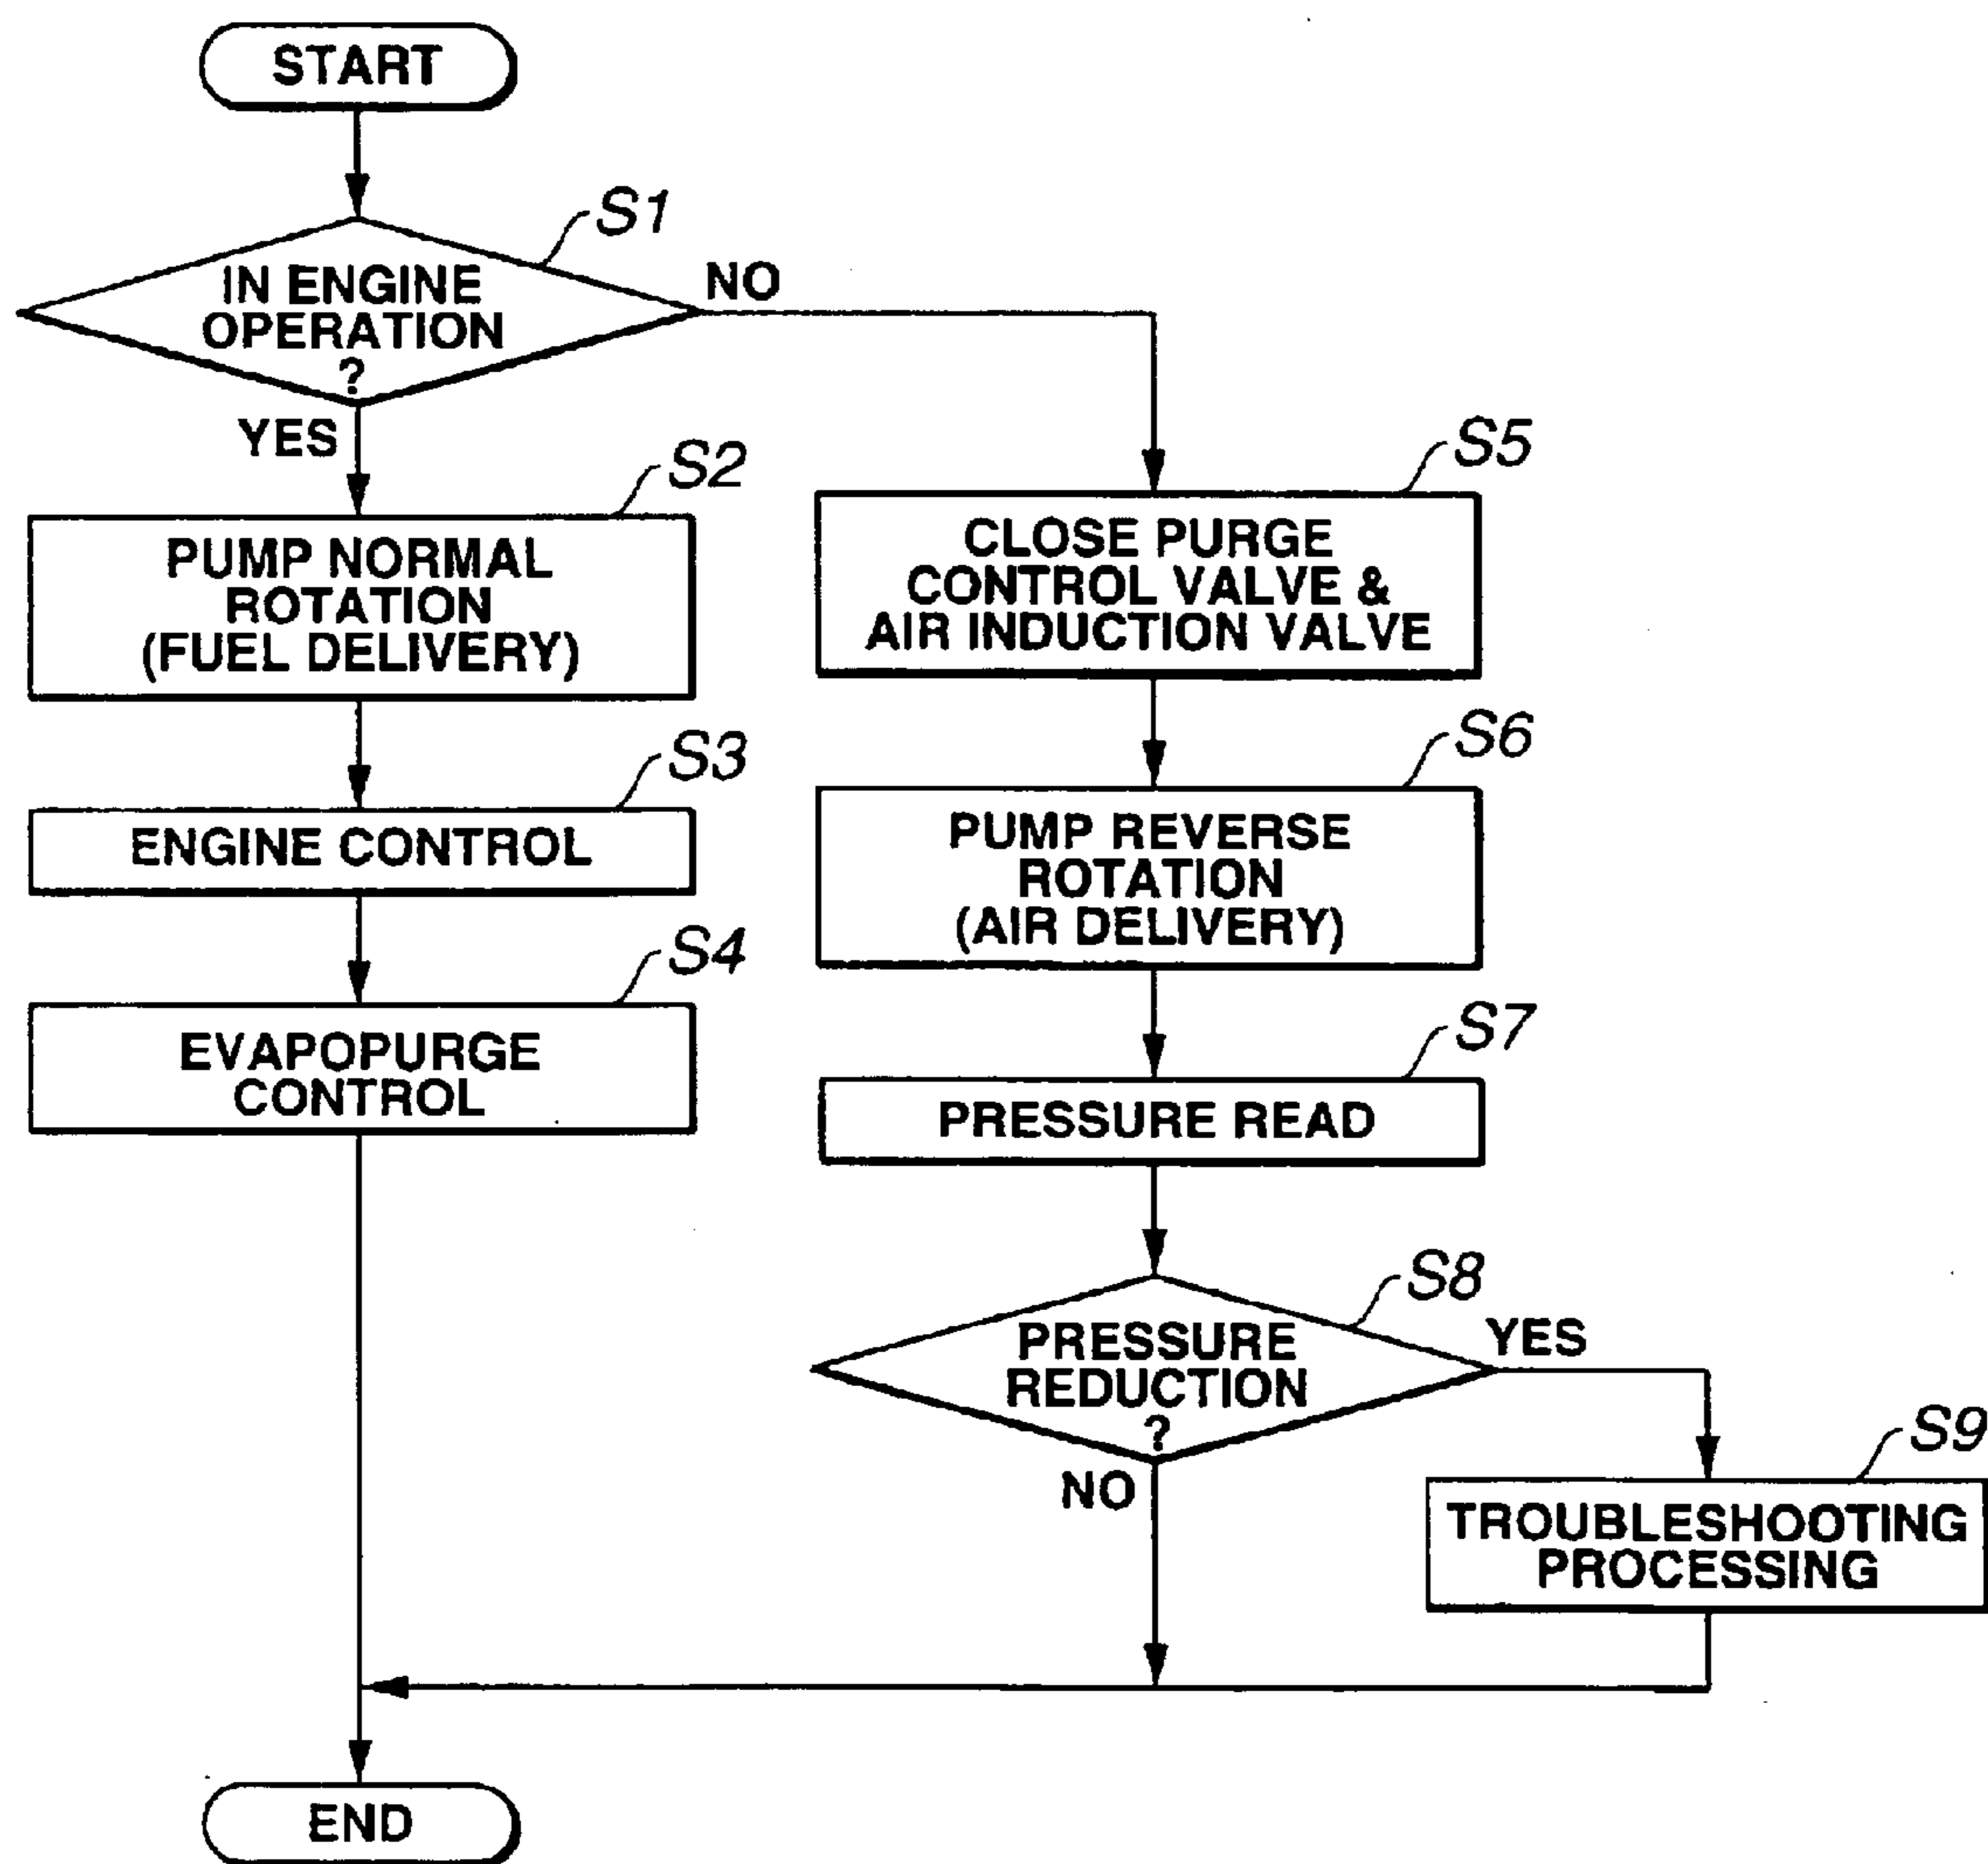 START
S1
IN ENGINE
OPERATION
?
NO
YES
S2
PUMP NORMAL
ROTATION
(FUEL DELIVERY)
S3
ENGINE CONTROL
S4
EVAPOPURGE
CONTROL
S5
CLOSE PURGE
CONTROL VALVE &
AIR INDUCTION VALVE
S6
PUMP REVERSE
ROTATION
(AIR DELIVERY)
S7
PRESSURE READ
S8
PRESSURE
REDUCTION
?
YES
NO
S9
TROUBLESHOOTING
PROCESSING
END